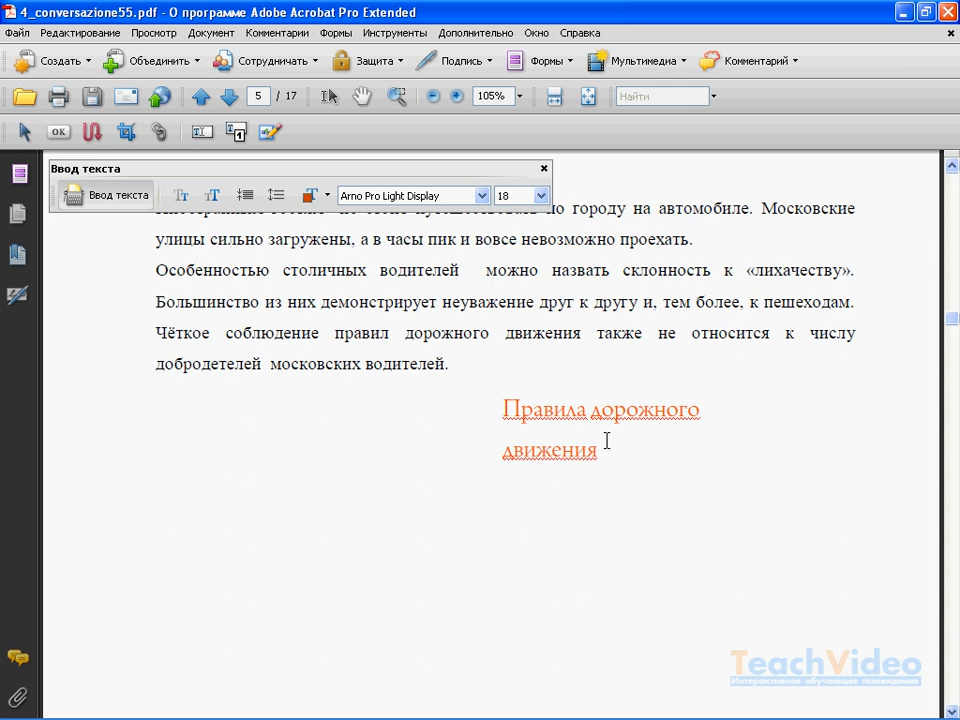 4_conversazione55.pdf - О программе Adobe Acrobat Pro Extended
Файл Редактирование Просмотр Документ Комментарии Формы Инструменты Дополнительно Окно Справка
Создать Объединить Сотрудничать Защита Подпись Формы Мультимедиа Комментарий
5 / 17 105% Найти
OK
Ввод текста
Ввод текста Arno Pro Light Display 18
по городу на автомобиле. Московские
улицы сильно загружены, а в часы пик и вовсе невозможно проехать.
Особенностью столичных водителей можно назвать склонность к «лихачеству».
Большинство из них демонстрирует неуважение друг к другу и, тем более, к пешеходам.
Чёткое соблюдение правил дорожного движения также не относится к числу
добродетелей московских водителей.
Правила дорожного
движения
TeachVideo
Интерактивное обучающее телевидение